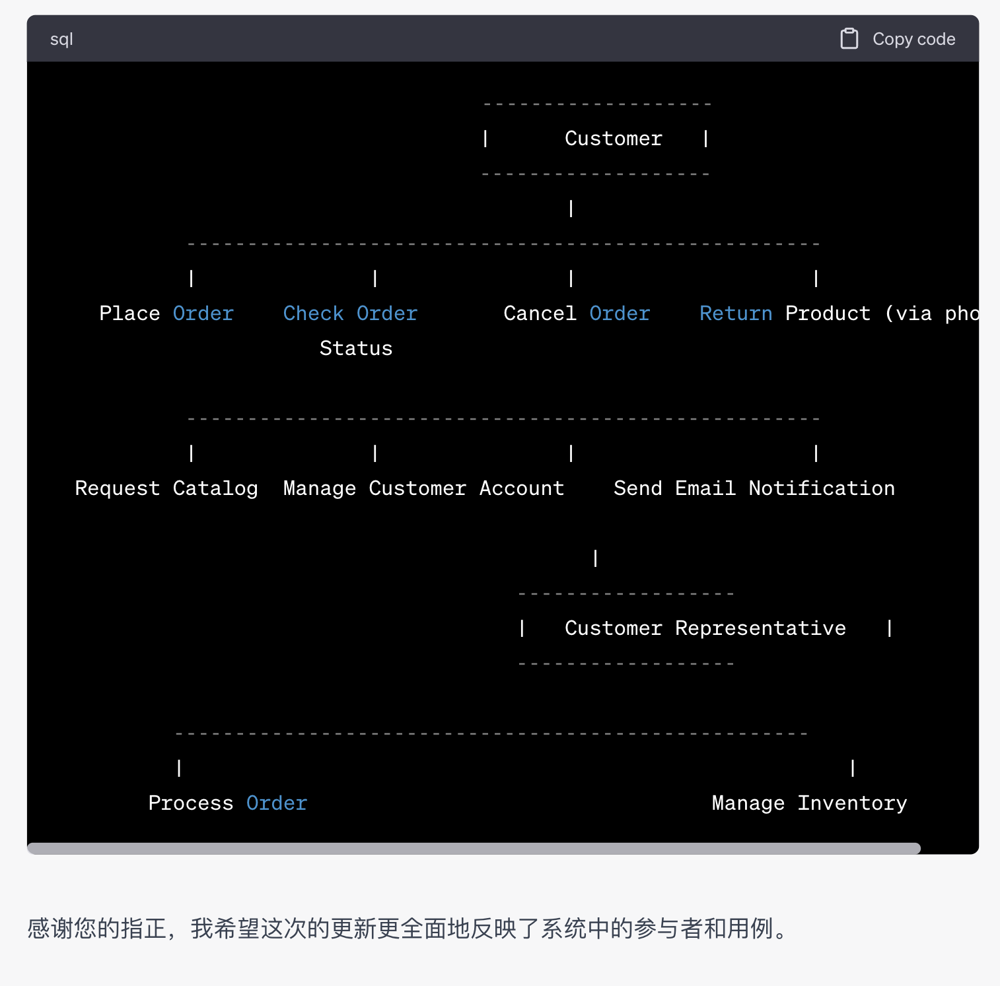 sql Copy code
-------------------
| Customer |
-------------------
|
----------------------------------------------------
| | | |
Place Order Check Order Cancel Order Return Product (via pho
Status
----------------------------------------------------
| | | |
Request Catalog Manage Customer Account Send Email Notification
|
------------------
| Customer Representative |
------------------
----------------------------------------------------
| |
Process Order Manage Inventory
感谢您的指正，我希望这次的更新更全面地反映了系统中的参与者和用例。